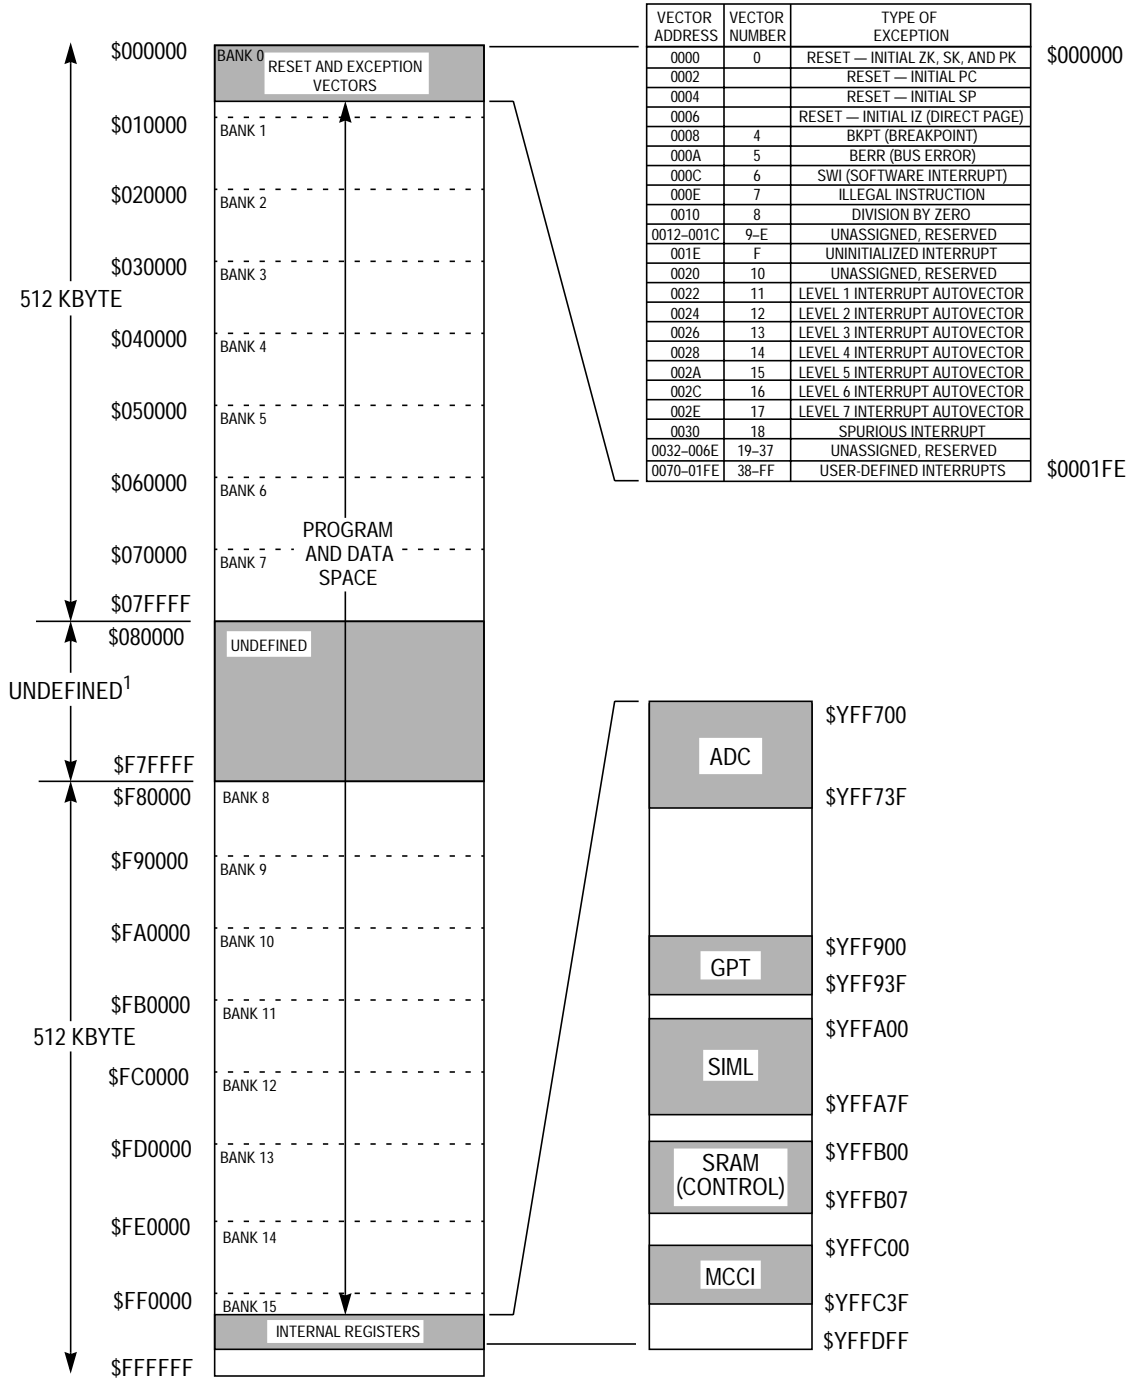 VECTOR ADDRESS VECTOR NUMBER TYPE OF EXCEPTION
0000 0 RESET — INITIAL ZK, SK, AND PK
0002 RESET — INITIAL PC
0004 RESET — INITIAL SP
0006 RESET — INITIAL IZ (DIRECT PAGE)
0008 4 BKPT (BREAKPOINT)
000A 5 BERR (BUS ERROR)
000C 6 SWI (SOFTWARE INTERRUPT)
000E 7 ILLEGAL INSTRUCTION
0010 8 DIVISION BY ZERO
0012–001C 9–E UNASSIGNED, RESERVED
001E F UNINITIALIZED INTERRUPT
0020 10 UNASSIGNED, RESERVED
0022 11 LEVEL 1 INTERRUPT AUTOVECTOR
0024 12 LEVEL 2 INTERRUPT AUTOVECTOR
0026 13 LEVEL 3 INTERRUPT AUTOVECTOR
0028 14 LEVEL 4 INTERRUPT AUTOVECTOR
002A 15 LEVEL 5 INTERRUPT AUTOVECTOR
002C 16 LEVEL 6 INTERRUPT AUTOVECTOR
002E 17 LEVEL 7 INTERRUPT AUTOVECTOR
0030 18 SPURIOUS INTERRUPT
0032–006E 19–37 UNASSIGNED, RESERVED
0070–01FE 38–FF USER-DEFINED INTERRUPTS
$000000
$0001FE
$000000
BANK 0
RESET AND EXCEPTION
VECTORS
$010000
BANK 1
$020000
BANK 2
$030000
BANK 3
512 KBYTE
$040000
BANK 4
$050000
BANK 5
$060000
BANK 6
PROGRAM
AND DATA
SPACE
$070000
BANK 7
$07FFFF
$080000
UNDEFINED
UNDEFINED1
$F7FFFF
$F80000
BANK 8
$F90000
BANK 9
$FA0000
BANK 10
$FB0000
BANK 11
512 KBYTE
$FC0000
BANK 12
$FD0000
BANK 13
$FE0000
BANK 14
$FF0000
BANK 15
INTERNAL REGISTERS
$FFFFFF
$YFF700
ADC
$YFF73F
$YFF900
GPT
$YFF93F
$YFFA00
SIML
$YFFA7F
$YFFB00
SRAM
(CONTROL)
$YFFB07
$YFFC00
MCCI
$YFFC3F
$YFFDFF